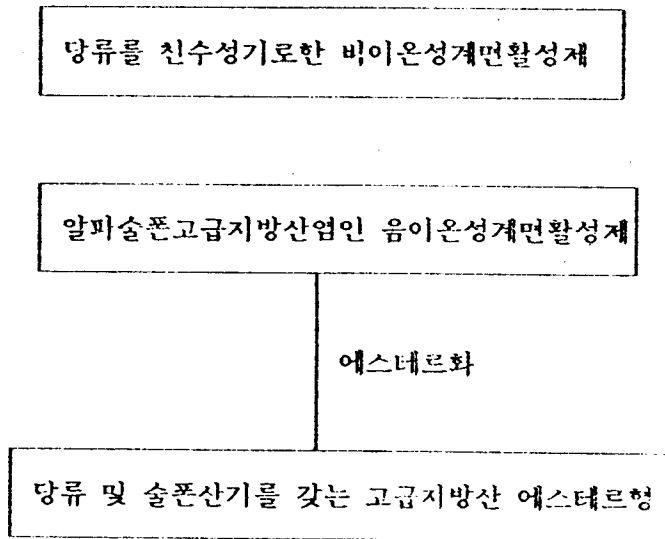 당류를 친수성기로한 비이온성계면활성제
알파술폰고급지방산염인 음이온성계면활성제
에스테르화
당류 및 술폰산기를 갖는 고급지방산 에스테르형